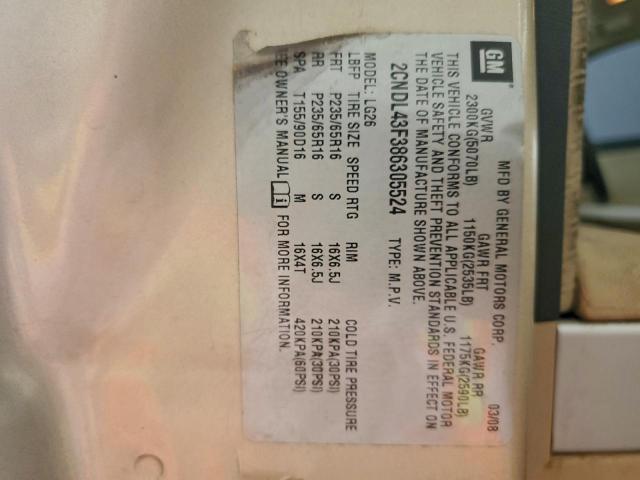 GM
MFD BY GENERAL MOTORS CORP. 03/08
GVWR GAWR FRT GAWR RR
2300KG(5070LB) 1150KG(2535LB) 1175KG(2590LB)
THIS VEHICLE CONFORMS TO ALL APPLICABLE U.S. FEDERAL MOTOR
VEHICLE SAFETY AND THEFT PREVENTION STANDARDS IN EFFECT ON
THE DATE OF MANUFACTURE SHOWN ABOVE.
2CNDL43F386305524 TYPE: M.P.V.
MODEL: LG26
LBFP TIRE SIZE SPEED RTG RIM COLD TIRE PRESSURE
FRT P235/65R16 S 16X6.5J 210KPA(30PSI)
RR P235/65R16 S 16X6.5J 210KPA(30PSI)
SPA T155/90D16 M 16X4T 420KPA(60PSI)
SEE OWNER'S MANUAL FOR MORE INFORMATION.